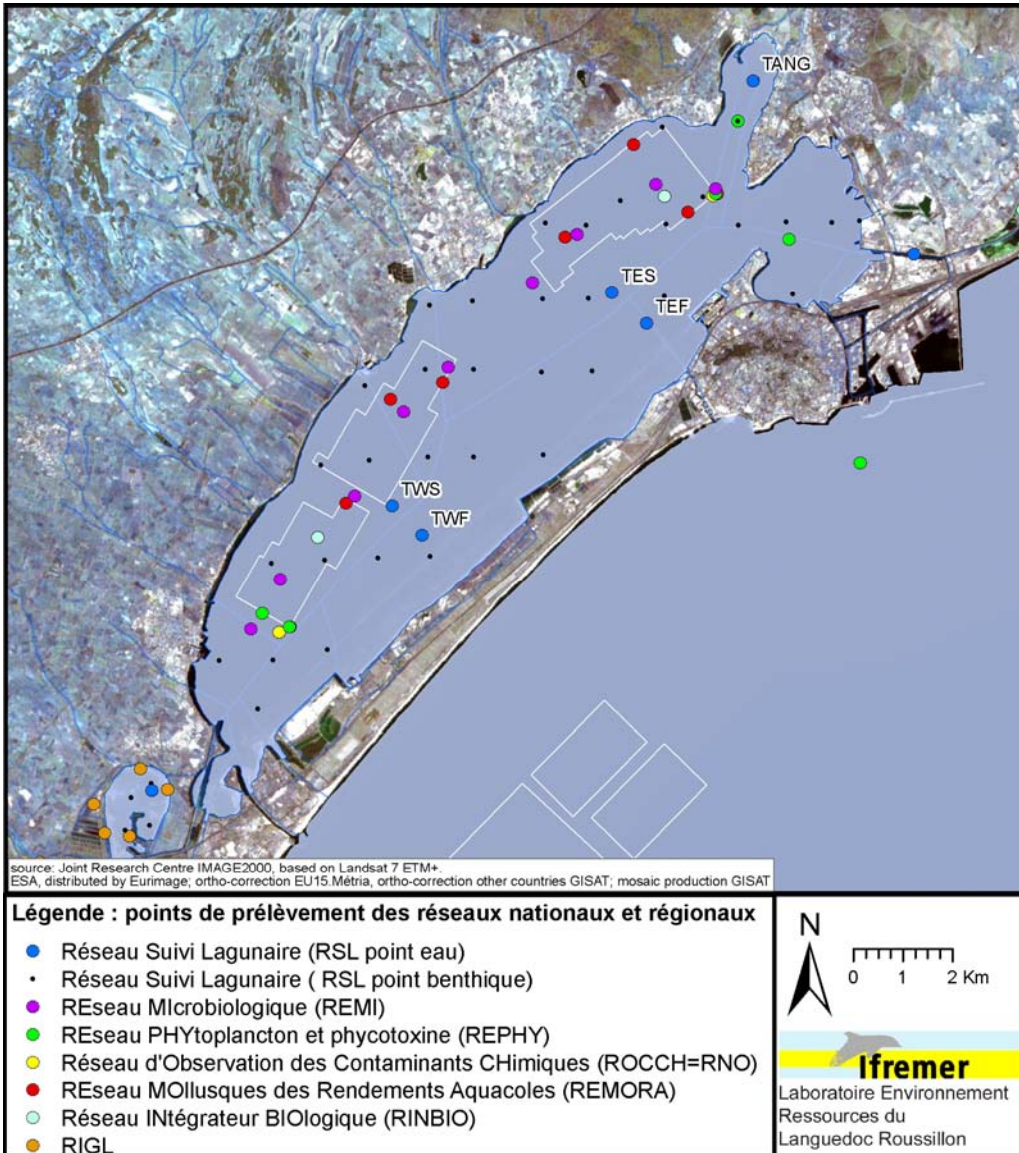 TANG
TES
TEF
TWS
TWF
source: Joint Research Centre IMAGE2000, based on Landsat 7 ETM+.
ESA, distributed by Eurimage; ortho-correction EU15.Métria, ortho-correction other countries GISAT; mosaic production GISAT
Légende : points de prélèvement des réseaux nationaux et régionaux
Réseau Suivi Lagunaire (RSL point eau)
Réseau Suivi Lagunaire ( RSL point benthique)
REseau MIcrobiologique (REMI)
REseau PHYtoplancton et phycotoxine (REPHY)
Réseau d'Observation des Contaminants CHimiques (ROCCH=RNO)
REseau MOllusques des Rendements Aquacoles (REMORA)
Réseau INtégrateur BIOlogique (RINBIO)
RIGL
N
0 1 2 Km
Ifremer
Laboratoire Environnement
Ressources du
Languedoc Roussillon